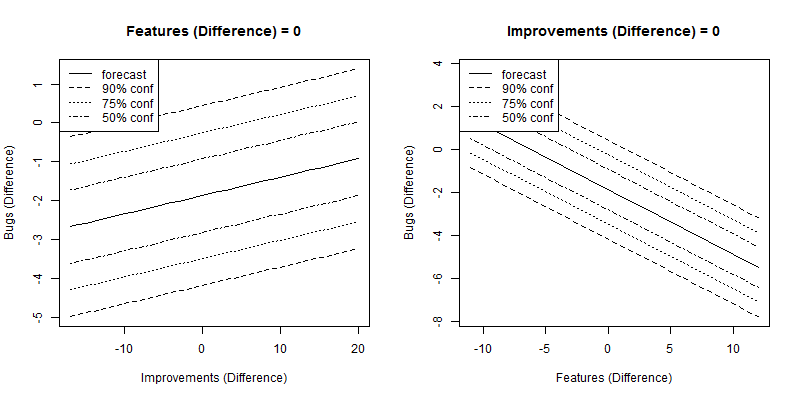 Features (Difference) = 0
forecast
90% conf
75% conf
50% conf
1
0
-1
-2
-3
-4
-5
Bugs (Difference)
-10
0
10
20
Improvements (Difference)
Improvements (Difference) = 0
forecast
90% conf
75% conf
50% conf
4
2
0
-2
-4
-6
-8
Bugs (Difference)
-10
-5
0
5
10
Features (Difference)